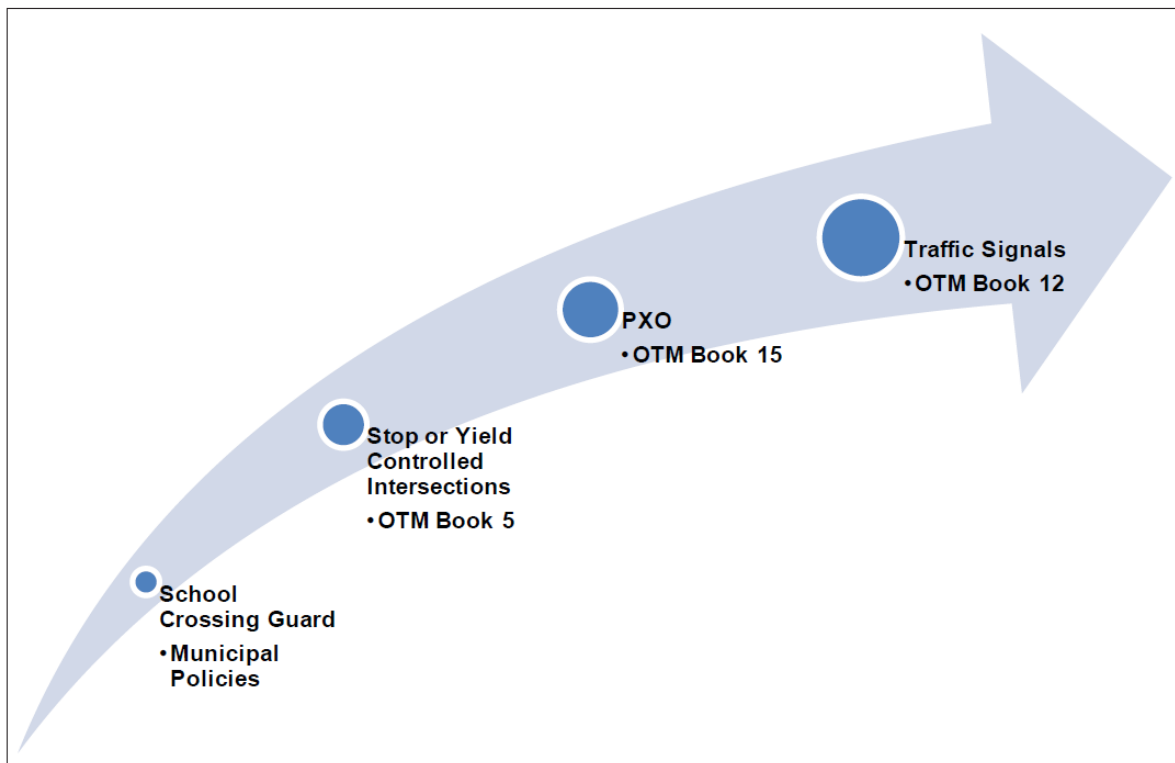 Traffic Signals
• OTM Book 12
PXO
• OTM Book 15
Stop or Yield
Controlled
Intersections
• OTM Book 5
School
Crossing Guard
• Municipal
Policies